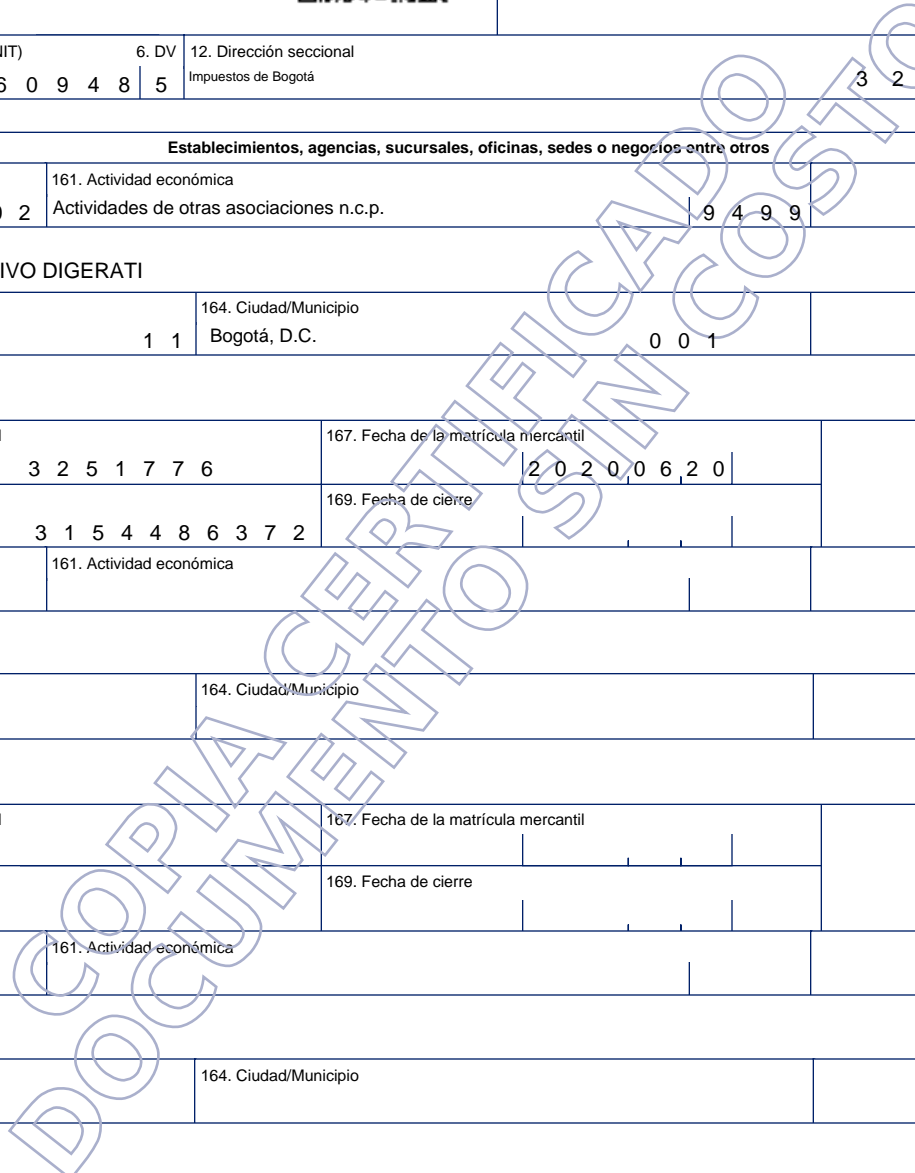 IIT) 6. DV 12. Dirección seccional
6 0 9 4 8 5 Impuestos de Bogotá 3 2
Establecimientos, agencias, sucursales, oficinas, sedes o negocios entre otros
161. Actividad económica
2 Actividades de otras asociaciones n.c.p. 9 4 9 9
IVO DIGERATI
164. Ciudad/Municipio
1 1 Bogotá, D.C. 0 0 1
167. Fecha de la matrícula mercantil
3 2 5 1 7 7 6 2 0 2 0 0 6 2 0
169. Fecha de cierre
3 1 5 4 4 8 6 3 7 2
161. Actividad económica
164. Ciudad/Municipio
167. Fecha de la matrícula mercantil
169. Fecha de cierre
161. Actividad económica
164. Ciudad/Municipio
COPIA CERTIFICADO
DOCUMENTO SIN COSTO